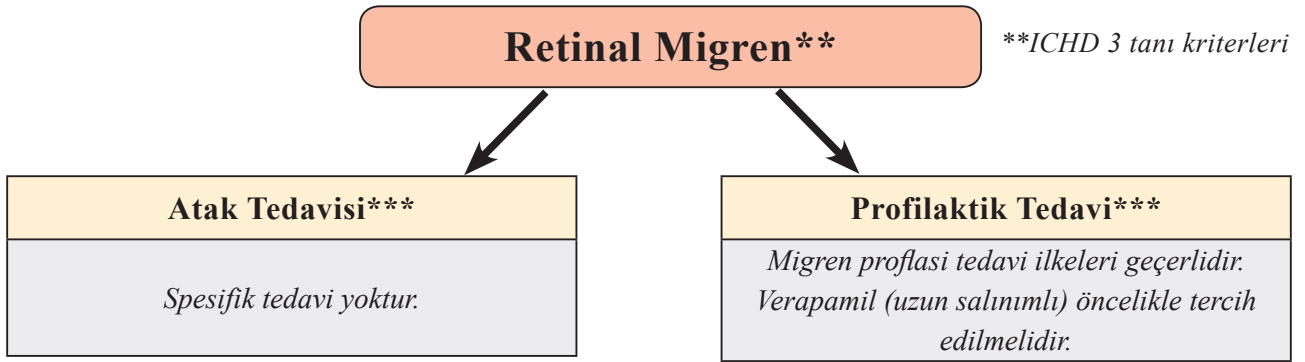 Retinal Migren**
**ICHD 3 tanı kriterleri
Atak Tedavisi***
Spesifik tedavi yoktur.
Profilaktik Tedavi***
Migren proflasi tedavi ilkeleri geçerlidir.
Verapamil (uzun salınımlı) öncelikle tercih
edilmelidir.